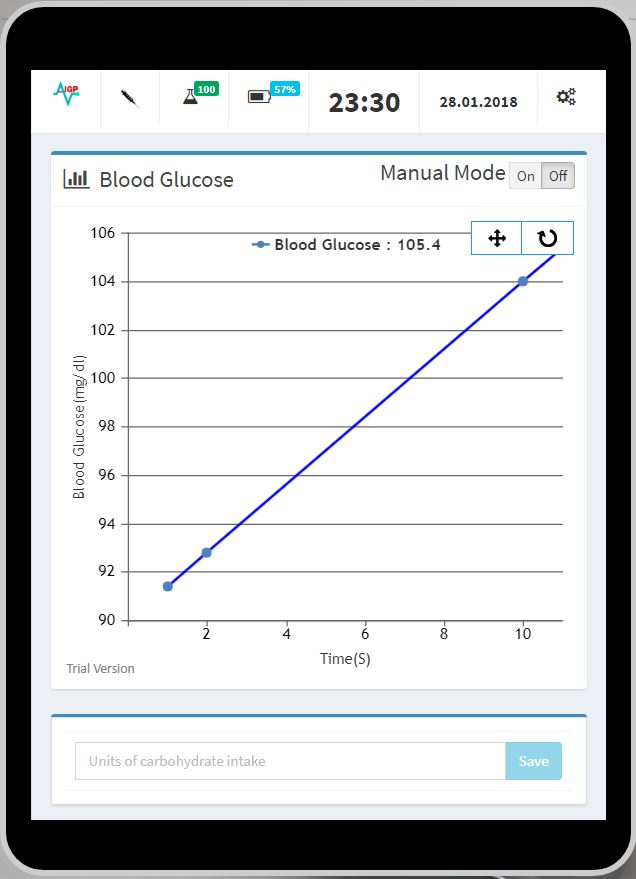 AIGP
100
57%
23:30
28.01.2018
Blood Glucose
Manual Mode
On
Off
106
Blood Glucose : 105.4
104
102
100
98
96
94
92
90
Blood Glucose (mg/dl)
2
4
6
8
10
Time(S)
Trial Version
Units of carbohydrate intake
Save